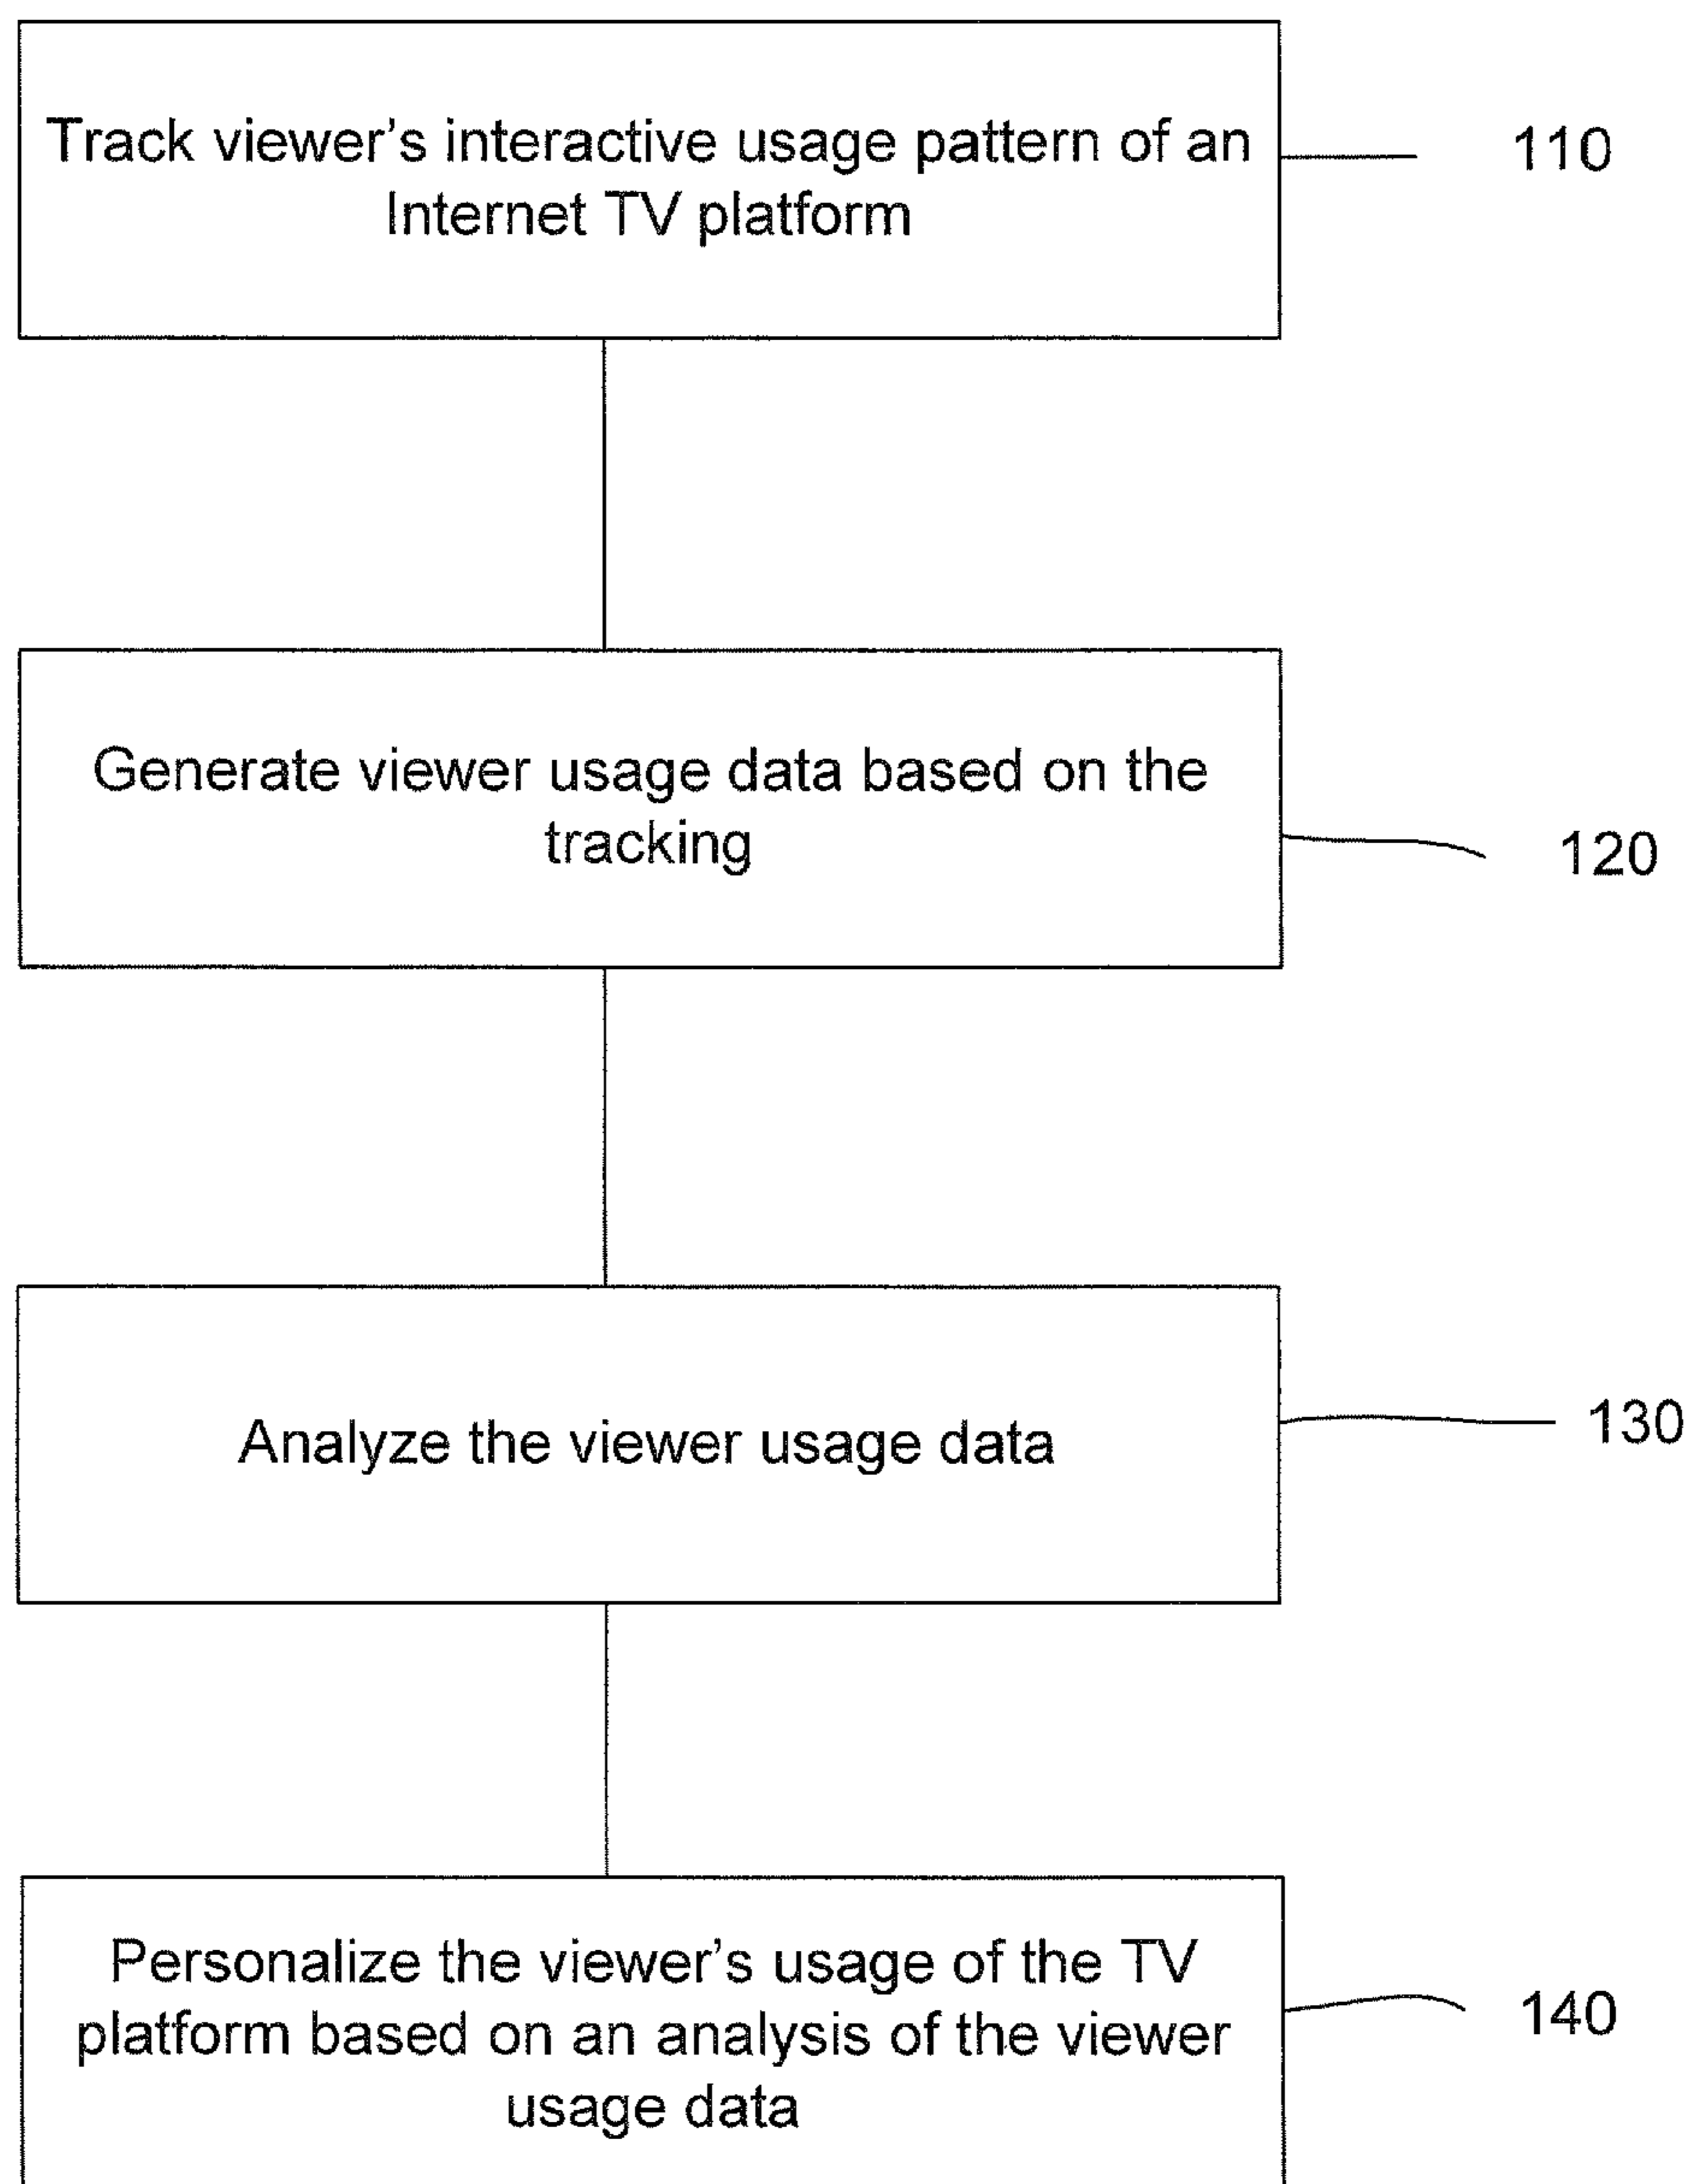 Track viewer's interactive usage pattern of an
Internet TV platform
110
Generate viewer usage data based on the
tracking
120
Analyze the viewer usage data
130
Personalize the viewer's usage of the TV
platform based on an analysis of the viewer
usage data
140